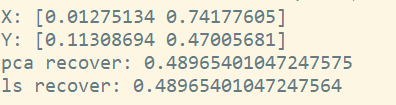 X: [0.01275134 0.74177605]
Y: [0.11308694 0.47005681]
pca recover: 0.48965401047247575
ls recover: 0.48965401047247564